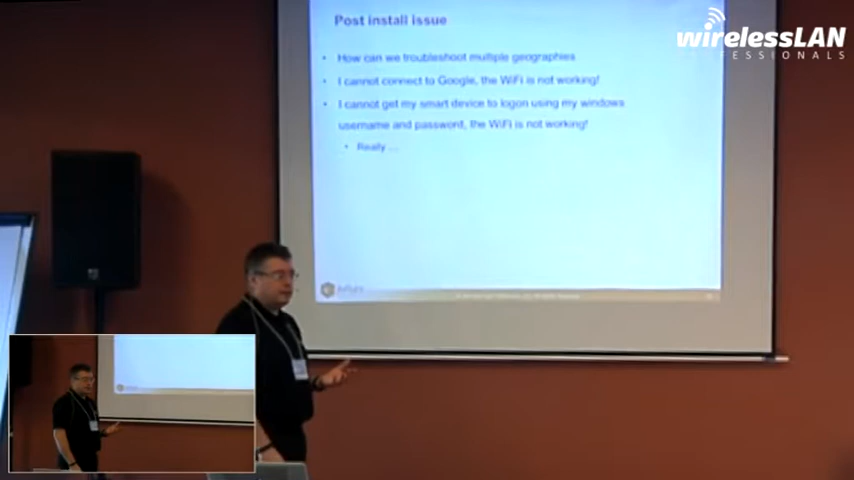 Post install issue
wirelessLAN
FESSIONALS
• How can we troubleshoot multiple geographies
• I cannot connect to Google, the WiFi is not working!
• I cannot get my smart device to logon using my windows
username and password, the WiFi is not working!
• Really ...